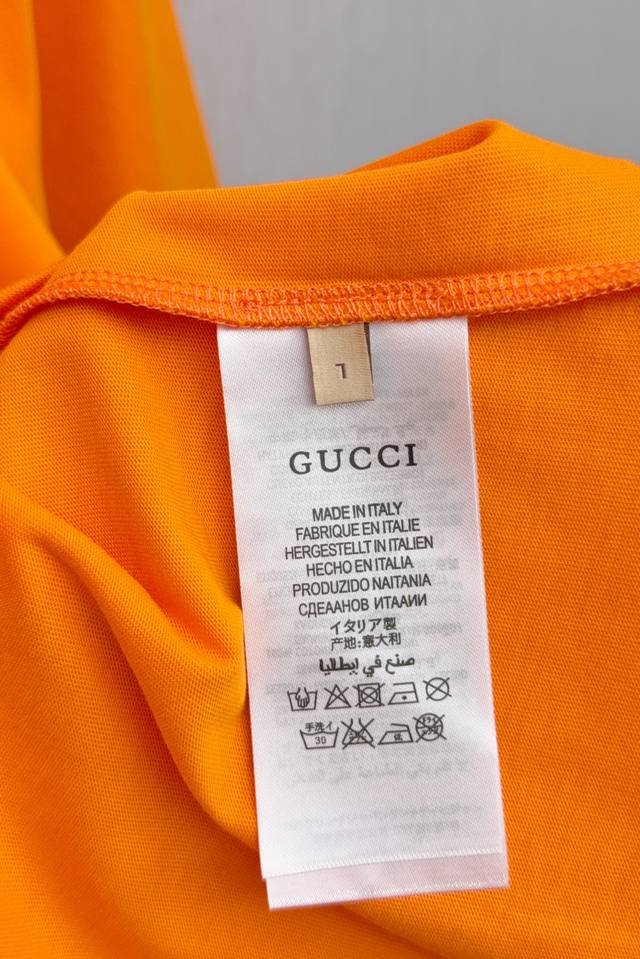 L
GUCCI
MADE IN ITALY
FABRIQUE EN ITALIE
HERGESTELLT IN ITALIEN
HECHO EN ITALIA
PRODUZIDO NAITANIA
СДЕААНОВ ИТААИИ
イタリア製
产地:意大利
صنع في إيطاليا
手洗イ
30